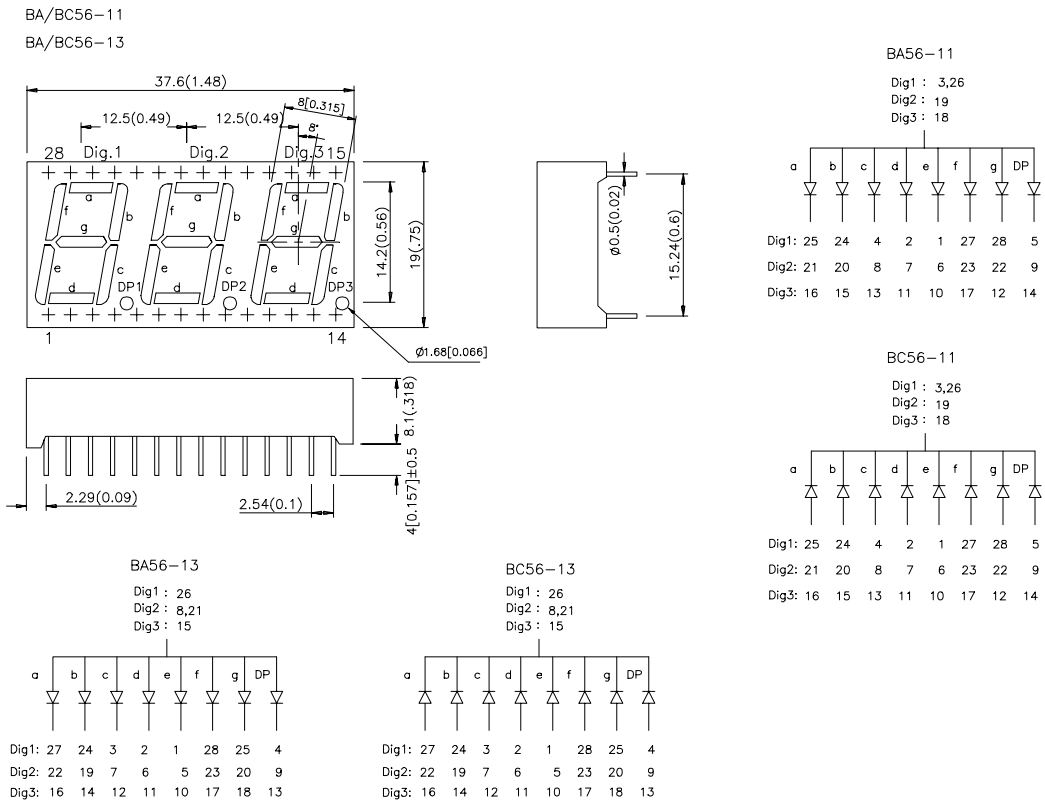 BA/BC56-11
BA/BC56-13
37.6(1.48)
8[0.315]
12.5(0.49) 12.5(0.49)
8°
28 Dig.1 Dig.2 Dig.3 15
a a a
f b f b f b
g g g
e c e c e c
d d d
DP1 DP2 DP3
1 14
14.2(0.56)
19(.75)
Ø1.68[0.066]
Ø0.5(0.02)
15.24(0.6)
8.1(.318)
4[0.157]±0.5
2.29(0.09)
2.54(0.1)
BA56-11
Dig1 : 3,26
Dig2 : 19
Dig3 : 18
a b c d e f g DP
Dig1: 25 24 4 2 1 27 28 5
Dig2: 21 20 8 7 6 23 22 9
Dig3: 16 15 13 11 10 17 12 14
BC56-11
Dig1 : 3,26
Dig2 : 19
Dig3 : 18
a b c d e f g DP
Dig1: 25 24 4 2 1 27 28 5
Dig2: 21 20 8 7 6 23 22 9
Dig3: 16 15 13 11 10 17 12 14
BA56-13
Dig1 : 26
Dig2 : 8,21
Dig3 : 15
a b c d e f g DP
Dig1: 27 24 3 2 1 28 25 4
Dig2: 22 19 7 6 5 23 20 9
Dig3: 16 14 12 11 10 17 18 13
BC56-13
Dig1 : 26
Dig2 : 8,21
Dig3 : 15
a b c d e f g DP
Dig1: 27 24 3 2 1 28 25 4
Dig2: 22 19 7 6 5 23 20 9
Dig3: 16 14 12 11 10 17 18 13